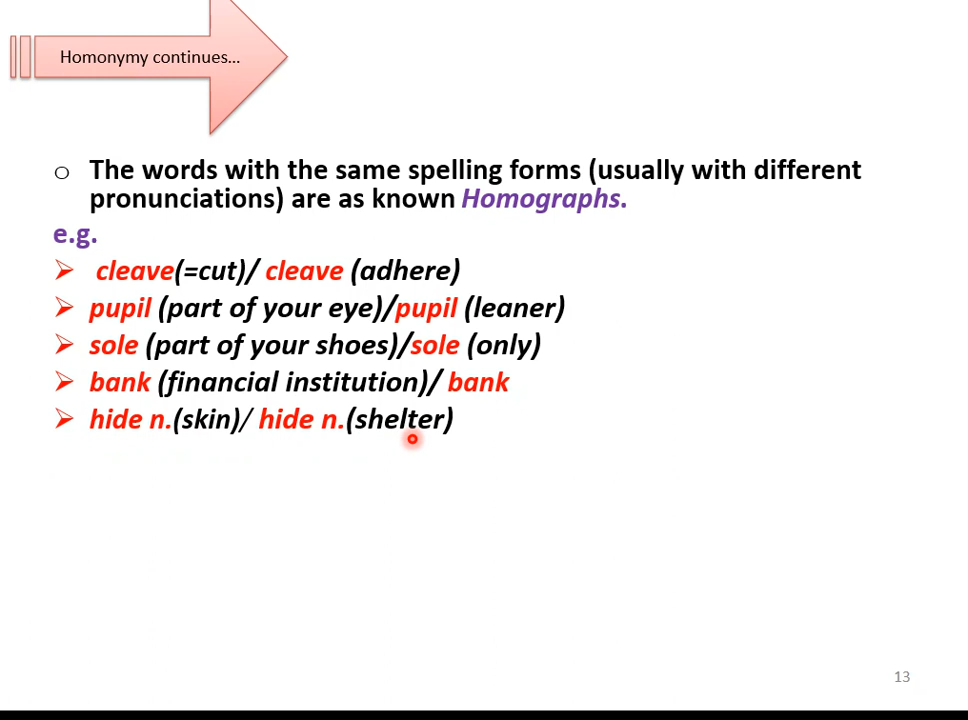 Homonymy continues…
o The words with the same spelling forms (usually with different
pronunciations) are as known Homographs.
e.g.
➢ cleave(=cut)/ cleave (adhere)
➢ pupil (part of your eye)/pupil (leaner)
➢ sole (part of your shoes)/sole (only)
➢ bank (financial institution)/ bank
➢ hide n.(skin)/ hide n.(shelter)
13